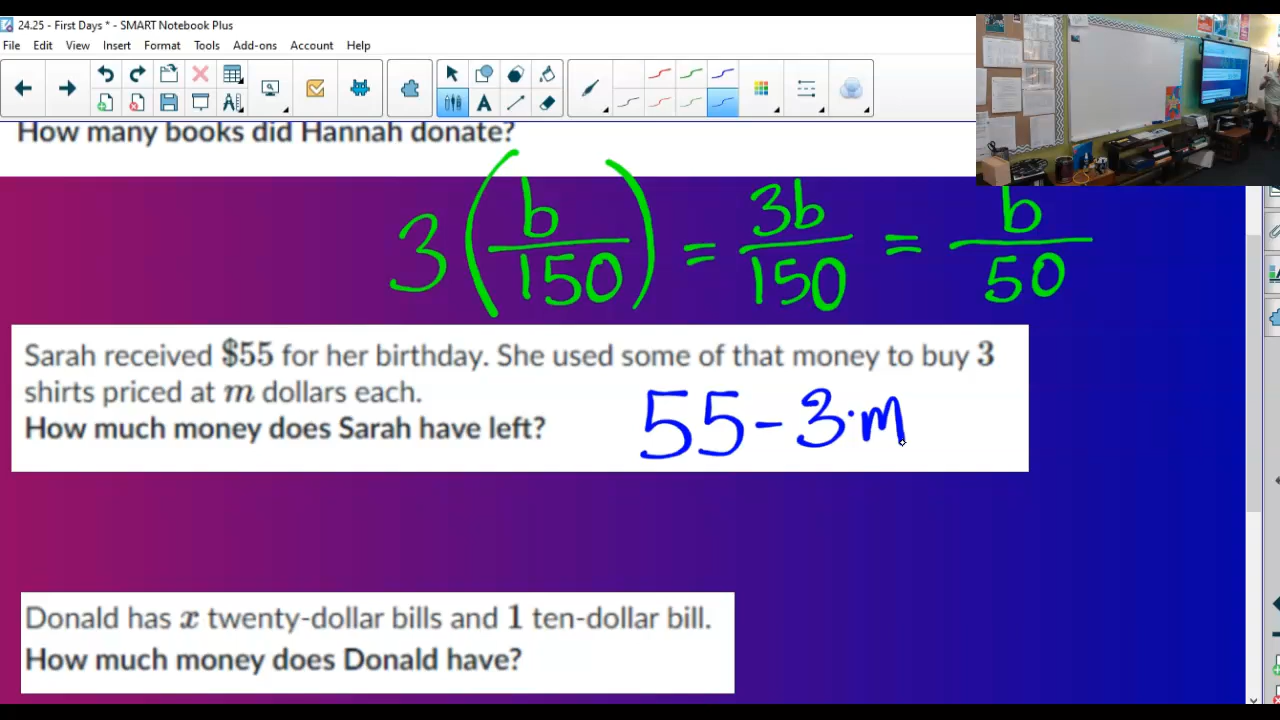 24.25 - First Days * - SMART Notebook Plus
File Edit View Insert Format Tools Add-ons Account Help
How many books did Hannah donate?
3 (b/150) = 3b/150 = b/50
Sarah received $55 for her birthday. She used some of that money to buy 3
shirts priced at m dollars each.
How much money does Sarah have left?
55 - 3·m
Donald has x twenty-dollar bills and 1 ten-dollar bill.
How much money does Donald have?